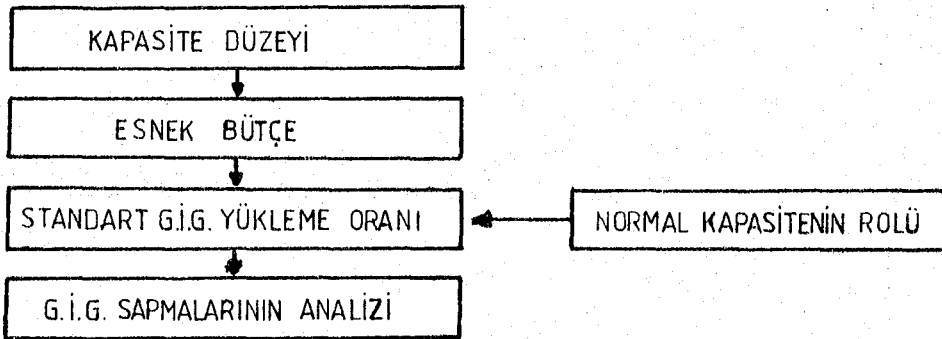 KAPASİTE DÜZEYİ
ESNEK BÜTÇE
STANDART G.İ.G. YÜKLEME ORANI
NORMAL KAPASİTENİN ROLÜ
G.İ.G. SAPMALARININ ANALİZİ